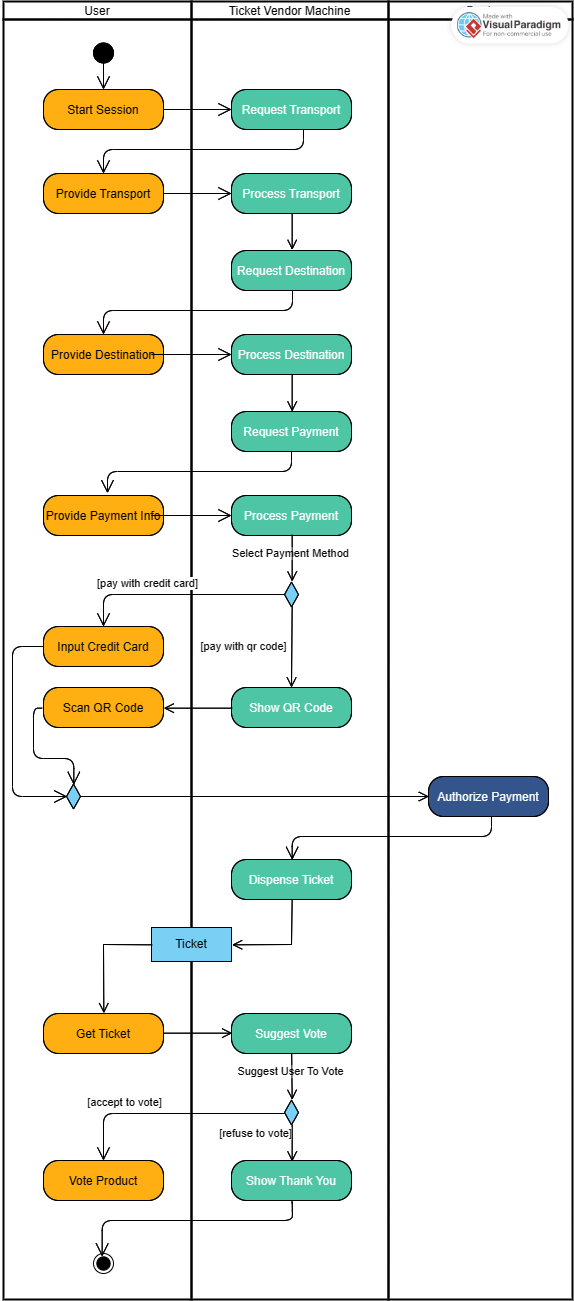 User
Ticket Vendor Machine
Made with
Visual Paradigm
For non-commercial use
Start Session
Request Transport
Provide Transport
Process Transport
Request Destination
Provide Destination
Process Destination
Request Payment
Provide Payment Info
Process Payment
Select Payment Method
[pay with credit card]
Input Credit Card
[pay with qr code]
Scan QR Code
Show QR Code
Authorize Payment
Dispense Ticket
Ticket
Get Ticket
Suggest Vote
Suggest User To Vote
[accept to vote]
[refuse to vote]
Vote Product
Show Thank You